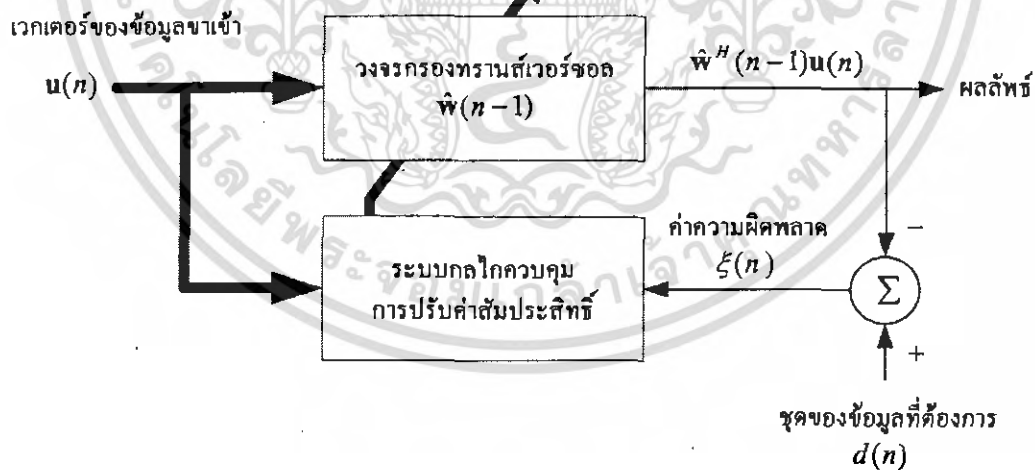 เวกเตอร์ของข้อมูลขาเข้า
u(n)
วงจรกรองทรานส์เวอร์ซอล
ŵ(n−1)
ŵᴴ(n−1)u(n)
ผลลัพธ์
ระบบกลไกควบคุม
การปรับค่าสัมประสิทธิ์
ค่าความผิดพลาด
ξ(n)
−
Σ
+
ชุดของข้อมูลที่ต้องการ
d(n)